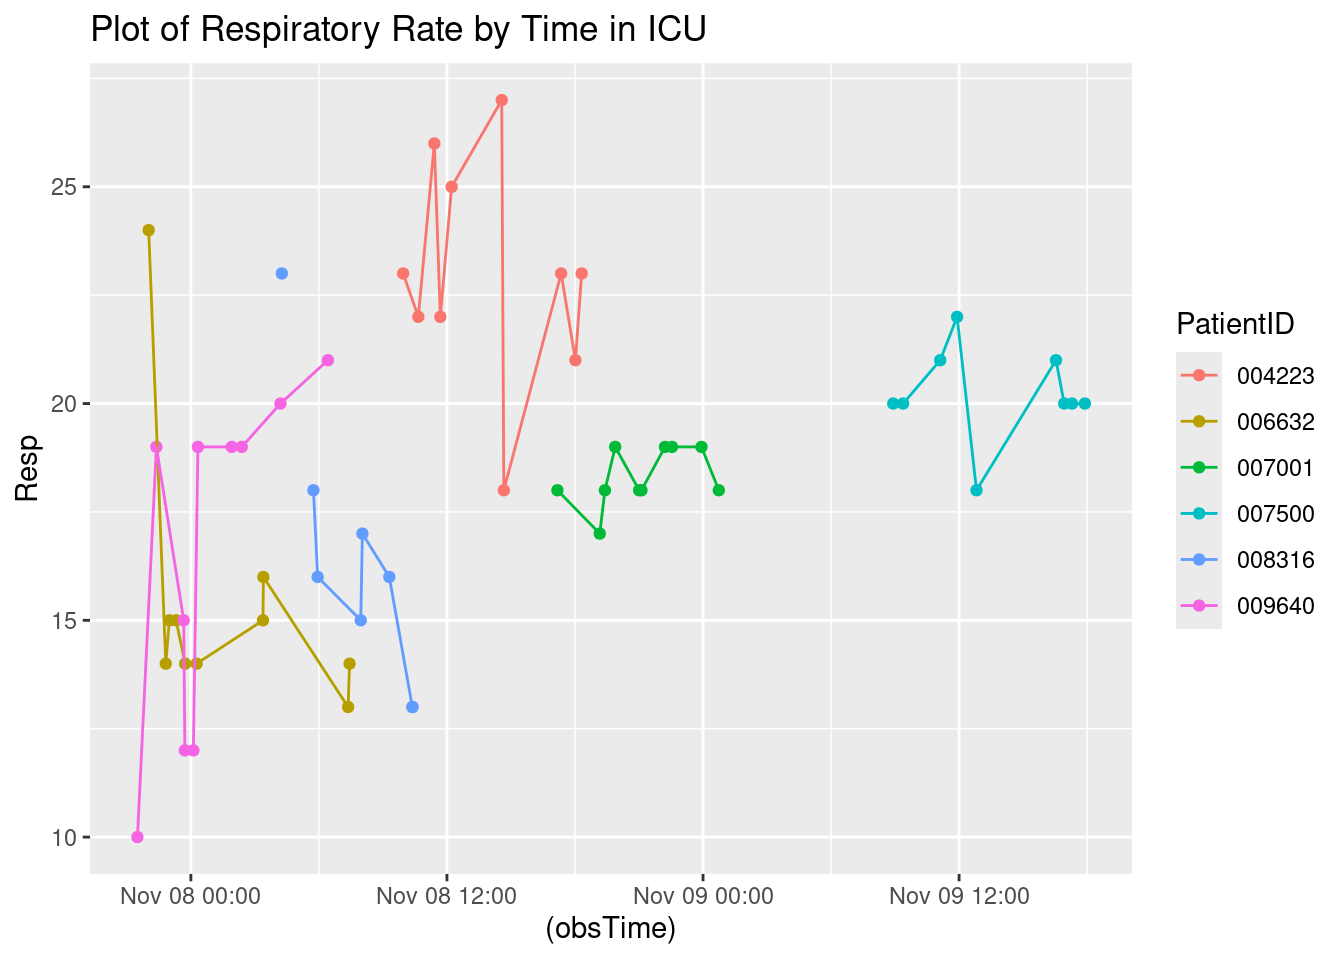 Plot of Respiratory Rate by Time in ICU
Resp
25
20
15
10
Nov 08 00:00 Nov 08 12:00 Nov 09 00:00 Nov 09 12:00
(obsTime)
PatientID
004223
006632
007001
007500
008316
009640